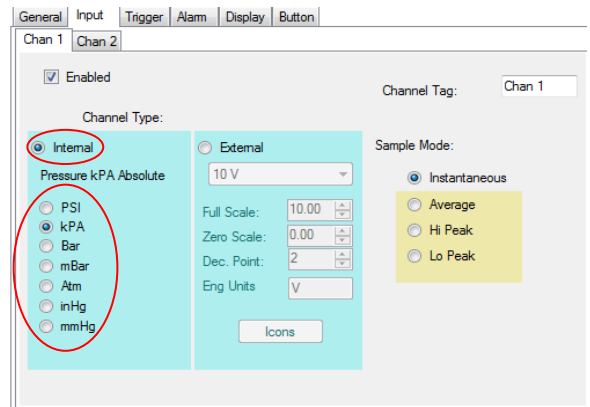 General Input Trigger Alarm Display Button
Chan 1 Chan 2
Enabled
Channel Tag: Chan 1
Channel Type:
Internal
Pressure kPA Absolute
PSI
kPA
Bar
mBar
Atm
inHg
mmHg
External
10 V
Full Scale: 10.00
Zero Scale: 0.00
Dec. Point: 2
Eng Units V
Icons
Sample Mode:
Instantaneous
Average
Hi Peak
Lo Peak